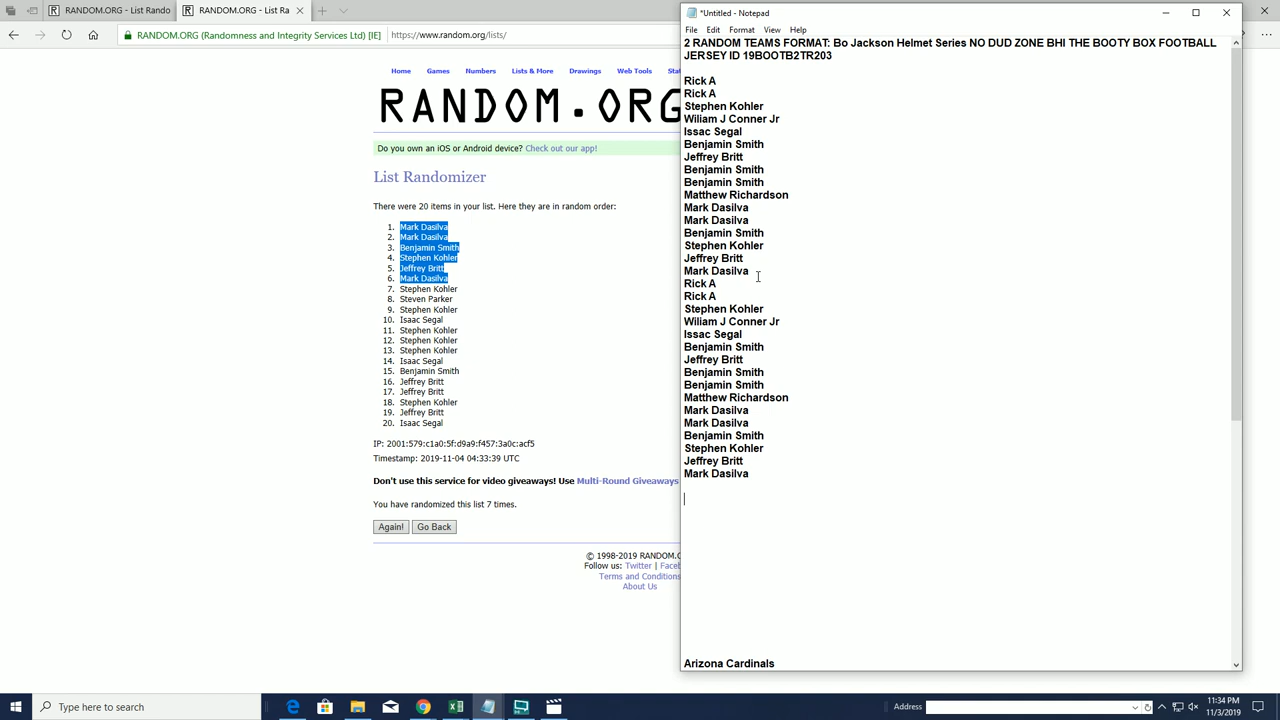 RANDOM.ORG - List Rando
RANDOM.ORG - List Ra
RANDOM.ORG (Randomness and Integrity Services Ltd) [IE]
https://www.random.org/lists/
Home Games Numbers Lists & More Drawings Web Tools Stat
RANDOM.ORG
Do you own an iOS or Android device? Check out our app!
List Randomizer
There were 20 items in your list. Here they are in random order:
1. Mark Dasilva
2. Mark Dasilva
3. Benjamin Smith
4. Stephen Kohler
5. Jeffrey Britt
6. Mark Dasilva
7. Stephen Kohler
8. Steven Parker
9. Stephen Kohler
10. Isaac Segal
11. Stephen Kohler
12. Stephen Kohler
13. Stephen Kohler
14. Isaac Segal
15. Benjamin Smith
16. Jeffrey Britt
17. Jeffrey Britt
18. Stephen Kohler
19. Jeffrey Britt
20. Isaac Segal
IP: 2001:579:c1a0:5f:d9a9:f457:3a0c:acf5
Timestamp: 2019-11-04 04:33:39 UTC
Don't use this service for video giveaways! Use Multi-Round Giveaways
You have randomized this list 7 times.
Again! Go Back
© 1998-2019 RANDOM.O
Follow us: Twitter | Faceb
Terms and Conditions
About Us
*Untitled - Notepad
File Edit Format View Help
2 RANDOM TEAMS FORMAT: Bo Jackson Helmet Series NO DUD ZONE BHI THE BOOTY BOX FOOTBALL
JERSEY ID 19BOOTB2TR203
Rick A
Rick A
Stephen Kohler
Wiliam J Conner Jr
Issac Segal
Benjamin Smith
Jeffrey Britt
Benjamin Smith
Benjamin Smith
Matthew Richardson
Mark Dasilva
Mark Dasilva
Benjamin Smith
Stephen Kohler
Jeffrey Britt
Mark Dasilva
Rick A
Rick A
Stephen Kohler
Wiliam J Conner Jr
Issac Segal
Benjamin Smith
Jeffrey Britt
Benjamin Smith
Benjamin Smith
Matthew Richardson
Mark Dasilva
Mark Dasilva
Benjamin Smith
Stephen Kohler
Jeffrey Britt
Mark Dasilva
Arizona Cardinals
Type here to search
Address
11:34 PM
11/3/2019